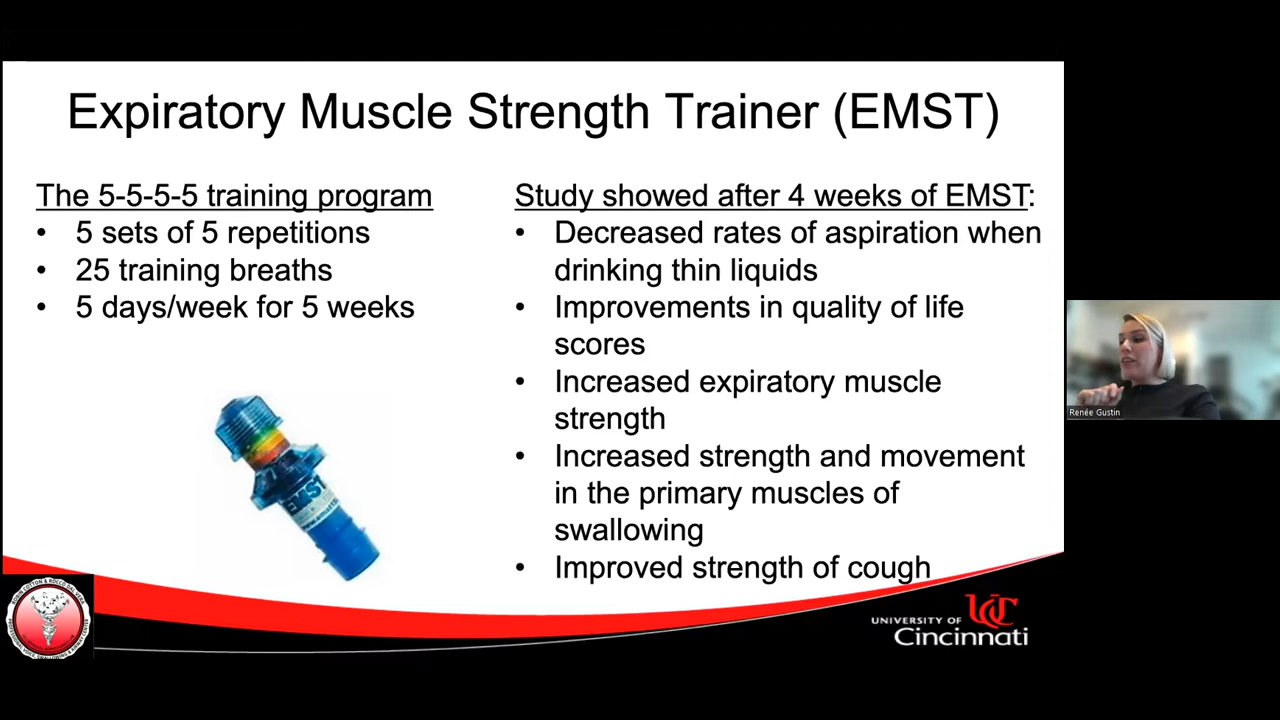 Expiratory Muscle Strength Trainer (EMST)
The 5-5-5-5 training program
• 5 sets of 5 repetitions
• 25 training breaths
• 5 days/week for 5 weeks
Study showed after 4 weeks of EMST:
• Decreased rates of aspiration when
drinking thin liquids
• Improvements in quality of life
scores
• Increased expiratory muscle
strength
• Increased strength and movement
in the primary muscles of
swallowing
• Improved strength of cough
EMST
UNIVERSITY OF
Cincinnati
Renée Gustin